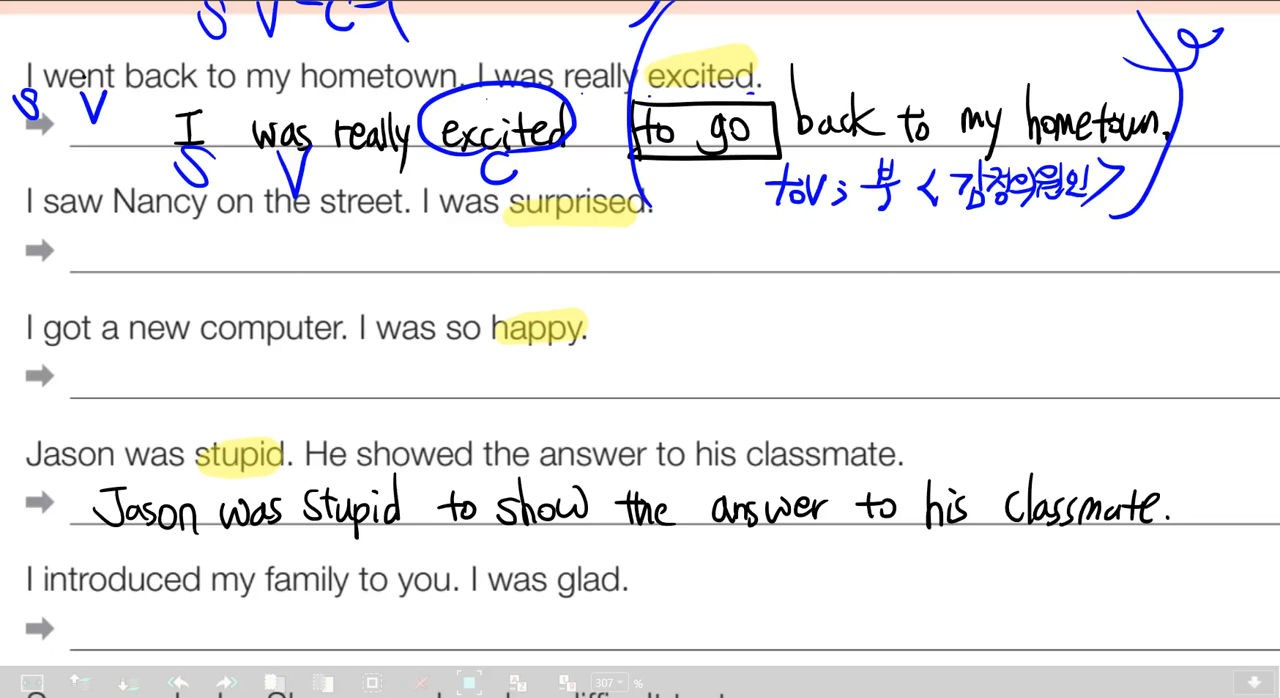 S V C
I went back to my hometown. I was really excited.
S V
I was really excited to go back to my hometown.
S V C
toV; 부 <감정의원인>
I saw Nancy on the street. I was surprised.
I got a new computer. I was so happy.
Jason was stupid. He showed the answer to his classmate.
Jason was stupid to show the answer to his classmate.
I introduced my family to you. I was glad.
307 %